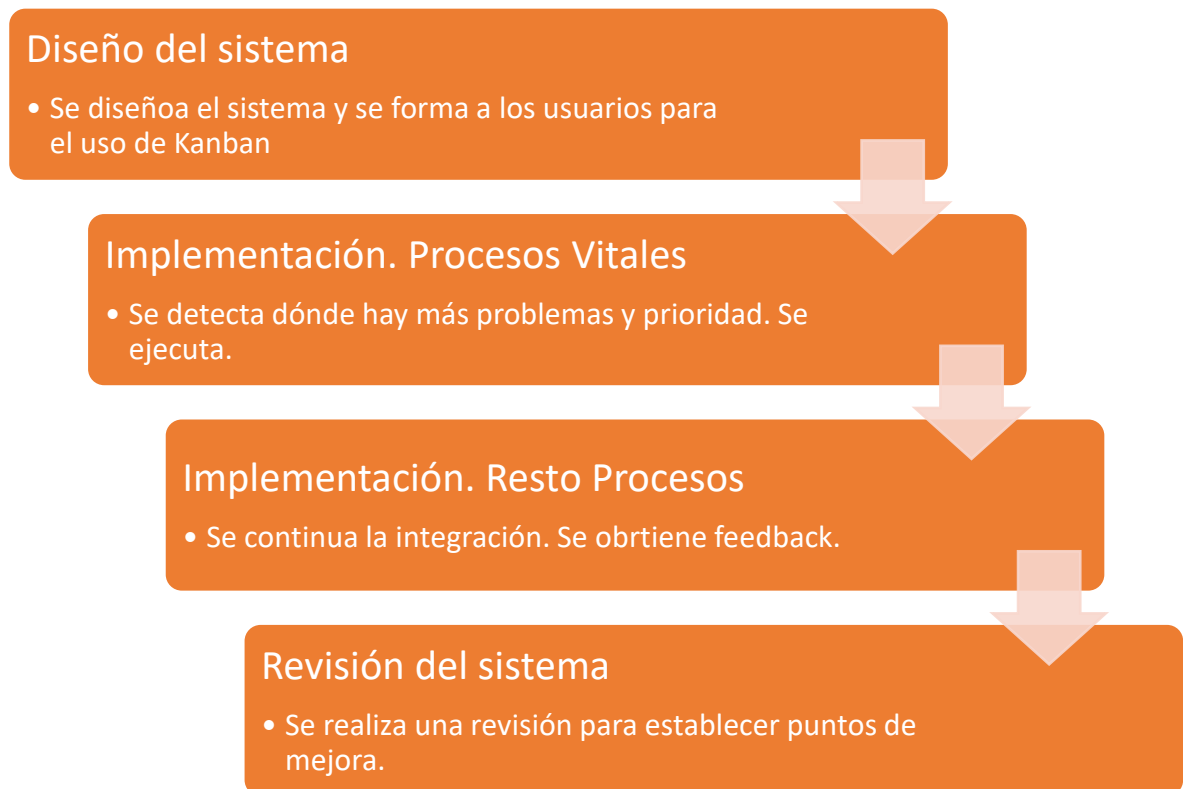 Diseño del sistema
• Se diseñoa el sistema y se forma a los usuarios para
el uso de Kanban
Implementación. Procesos Vitales
• Se detecta dónde hay más problemas y prioridad. Se
ejecuta.
Implementación. Resto Procesos
• Se continua la integración. Se obrtiene feedback.
Revisión del sistema
• Se realiza una revisión para establecer puntos de
mejora.